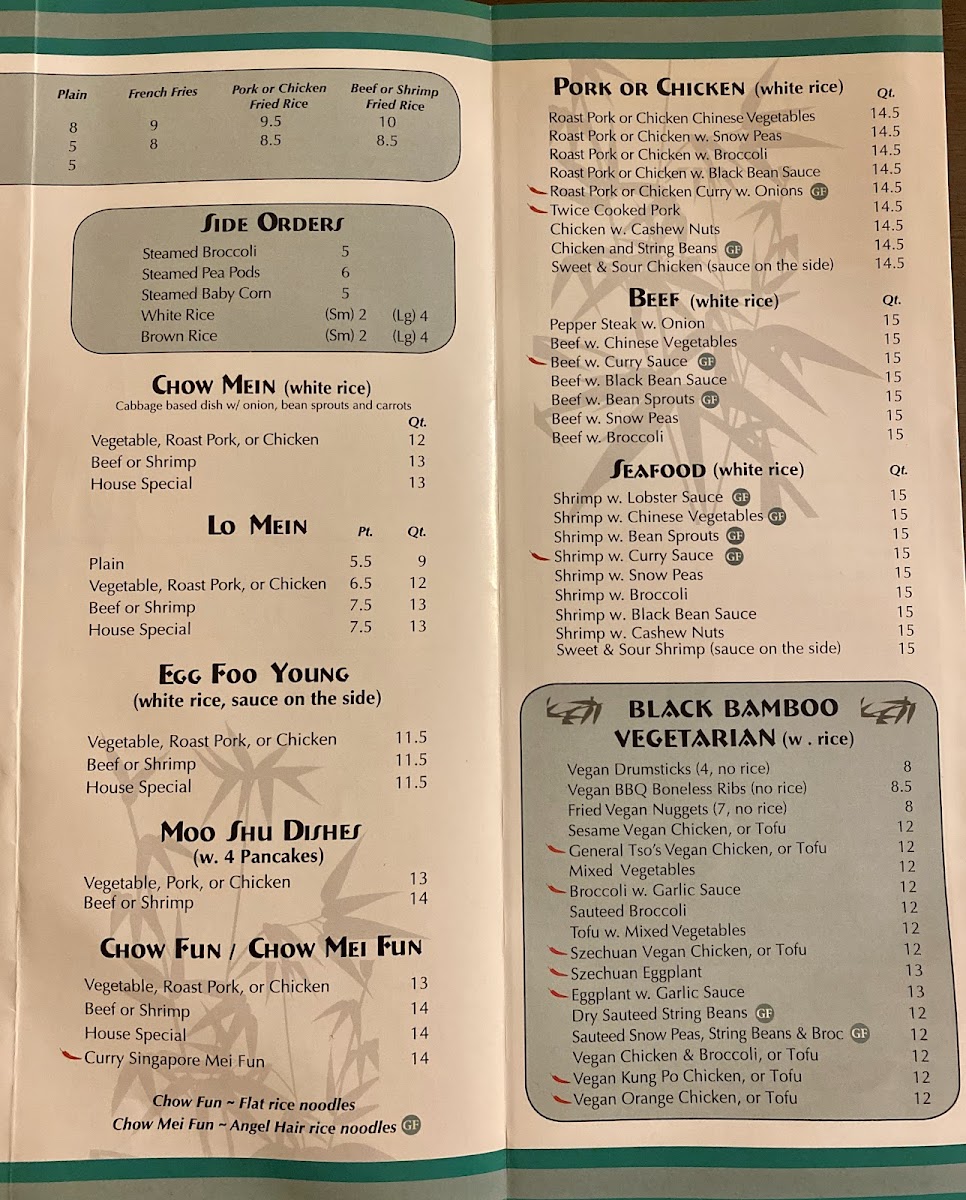 Plain French Fries Pork or Chicken Fried Rice Beef or Shrimp Fried Rice
8 9 9.5 10
5 8 8.5 8.5
5
Side Orders
Steamed Broccoli 5
Steamed Pea Pods 6
Steamed Baby Corn 5
White Rice (Sm) 2 (Lg) 4
Brown Rice (Sm) 2 (Lg) 4
Chow Mein (white rice)
Cabbage based dish w/ onion, bean sprouts and carrots
Qt.
Vegetable, Roast Pork, or Chicken 12
Beef or Shrimp 13
House Special 13
Lo Mein Pt. Qt.
Plain 5.5 9
Vegetable, Roast Pork, or Chicken 6.5 12
Beef or Shrimp 7.5 13
House Special 7.5 13
Egg Foo Young
(white rice, sauce on the side)
Vegetable, Roast Pork, or Chicken 11.5
Beef or Shrimp 11.5
House Special 11.5
Moo Shu Dishes
(w. 4 Pancakes)
Vegetable, Pork, or Chicken 13
Beef or Shrimp 14
Chow Fun / Chow Mei Fun
Vegetable, Roast Pork, or Chicken 13
Beef or Shrimp 14
House Special 14
Curry Singapore Mei Fun 14
Chow Fun ~ Flat rice noodles
Chow Mei Fun ~ Angel Hair rice noodles GF
Pork or Chicken (white rice) Qt.
Roast Pork or Chicken Chinese Vegetables 14.5
Roast Pork or Chicken w. Snow Peas 14.5
Roast Pork or Chicken w. Broccoli 14.5
Roast Pork or Chicken w. Black Bean Sauce 14.5
Roast Pork or Chicken Curry w. Onions GF 14.5
Twice Cooked Pork 14.5
Chicken w. Cashew Nuts 14.5
Chicken and String Beans GF 14.5
Sweet & Sour Chicken (sauce on the side) 14.5
Beef (white rice) Qt.
Pepper Steak w. Onion 15
Beef w. Chinese Vegetables 15
Beef w. Curry Sauce GF 15
Beef w. Black Bean Sauce 15
Beef w. Bean Sprouts GF 15
Beef w. Snow Peas 15
Beef w. Broccoli 15
Seafood (white rice) Qt.
Shrimp w. Lobster Sauce GF 15
Shrimp w. Chinese Vegetables GF 15
Shrimp w. Bean Sprouts GF 15
Shrimp w. Curry Sauce GF 15
Shrimp w. Snow Peas 15
Shrimp w. Broccoli 15
Shrimp w. Black Bean Sauce 15
Shrimp w. Cashew Nuts 15
Sweet & Sour Shrimp (sauce on the side) 15
Black Bamboo
Vegetarian (w . rice)
Vegan Drumsticks (4, no rice) 8
Vegan BBQ Boneless Ribs (no rice) 8.5
Fried Vegan Nuggets (7, no rice) 8
Sesame Vegan Chicken, or Tofu 12
General Tso's Vegan Chicken, or Tofu 12
Mixed Vegetables 12
Broccoli w. Garlic Sauce 12
Sauteed Broccoli 12
Tofu w. Mixed Vegetables 12
Szechuan Vegan Chicken, or Tofu 12
Szechuan Eggplant 13
Eggplant w. Garlic Sauce 13
Dry Sauteed String Beans GF 12
Sauteed Snow Peas, String Beans & Broc GF 12
Vegan Chicken & Broccoli, or Tofu 12
Vegan Kung Po Chicken, or Tofu 12
Vegan Orange Chicken, or Tofu 12